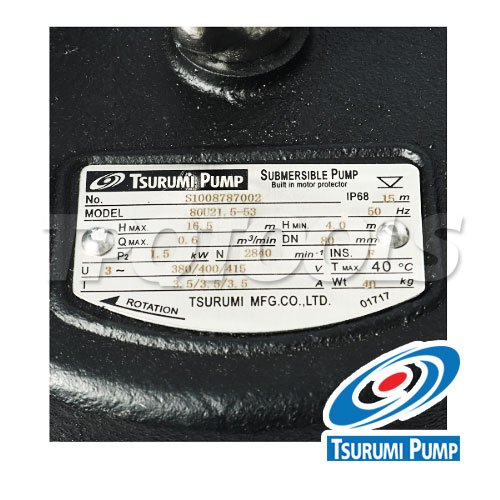 TSURUMI PUMP SUBMERSIBLE PUMP
Built in motor protector
No. S1008787002 IP68 15 m
MODEL 80U21.5-53 50 Hz
H MAX. 16.5 m H MIN. 4.0 m
Q MAX. 0.6 m³/min DN 80 mm
P2 1.5 kW N 2840 min⁻¹ INS. F
U 3 ~ 380/400/415 V T MAX 40 °C
I 3.5/3.5/3.5 A Wt 40 kg
ROTATION TSURUMI MFG.CO.,LTD. 01717
TSURUMI PUMP